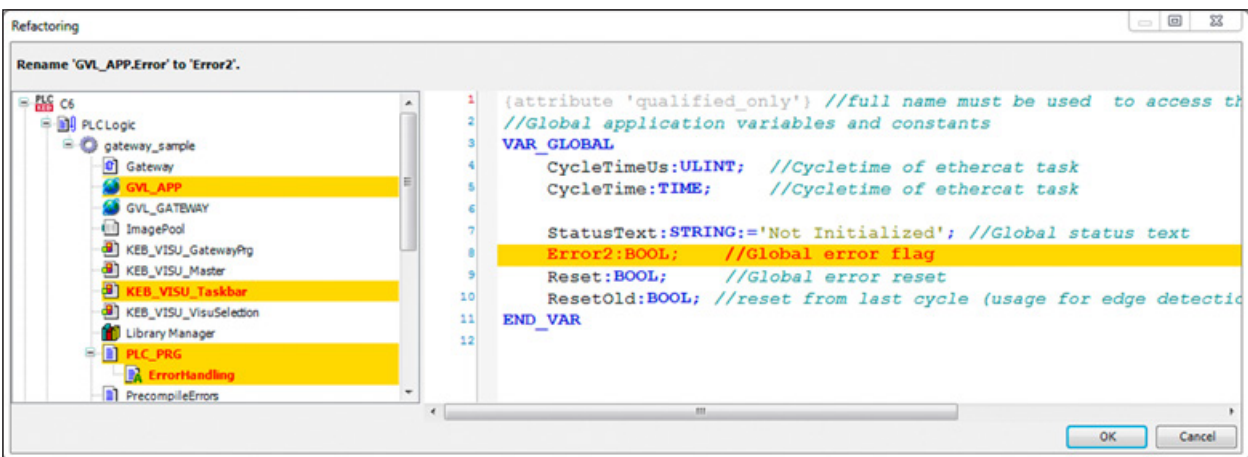 Refactoring
Rename 'GVL_APP.Error' to 'Error2'.
PLC KEB C6
PLCLogic
gateway_sample
Gateway
GVL_APP
GVL_GATEWAY
ImagePool
KEB_VISU_GatewayPrg
KEB_VISU_Master
KEB_VISU_Taskbar
KEB_VISU_VisuSelection
Library Manager
PLC_PRG
ErrorHandling
PrecompileErrors
1 {attribute 'qualified_only'} //full name must be used to access th
2 //Global application variables and constants
3 VAR_GLOBAL
4 CycleTimeUs:ULINT; //Cycletime of ethercat task
5 CycleTime:TIME; //Cycletime of ethercat task
6
7 StatusText:STRING:='Not Initialized'; //Global status text
8 Error2:BOOL; //Global error flag
9 Reset:BOOL; //Global error reset
10 ResetOld:BOOL; //reset from last cycle (usage for edge detectio
11 END_VAR
12
OK Cancel